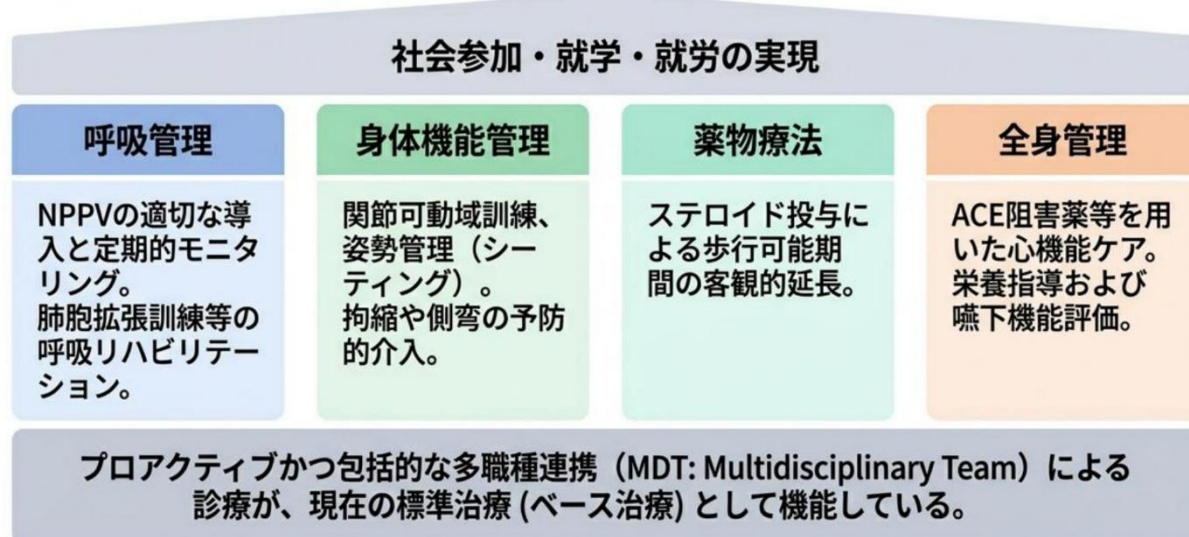 社会参加・就学・就労の実現
呼吸管理
NPPVの適切な導
入と定期的モニタ
リング。
肺胞拡張訓練等の
呼吸リハビリテー
ション。
身体機能管理
関節可動域訓練、
姿勢管理（シー
ティング）。
拘縮や側弯の予防
的介入。
薬物療法
ステロイド投与に
よる歩行可能期
間の客観的延長。
全身管理
ACE阻害薬等を用
いた心機能ケア。
栄養指導および
嚥下機能評価。
プロアクティブかつ包括的な多職種連携（MDT: Multidisciplinary Team）による
診療が、現在の標準治療 (ベース治療) として機能している。